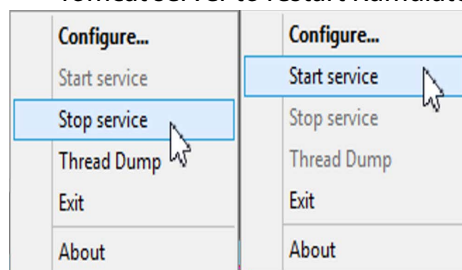 Configure...
Start service
Stop service
Thread Dump
Exit
About
Configure...
Start service
Stop service
Thread Dump
Exit
About